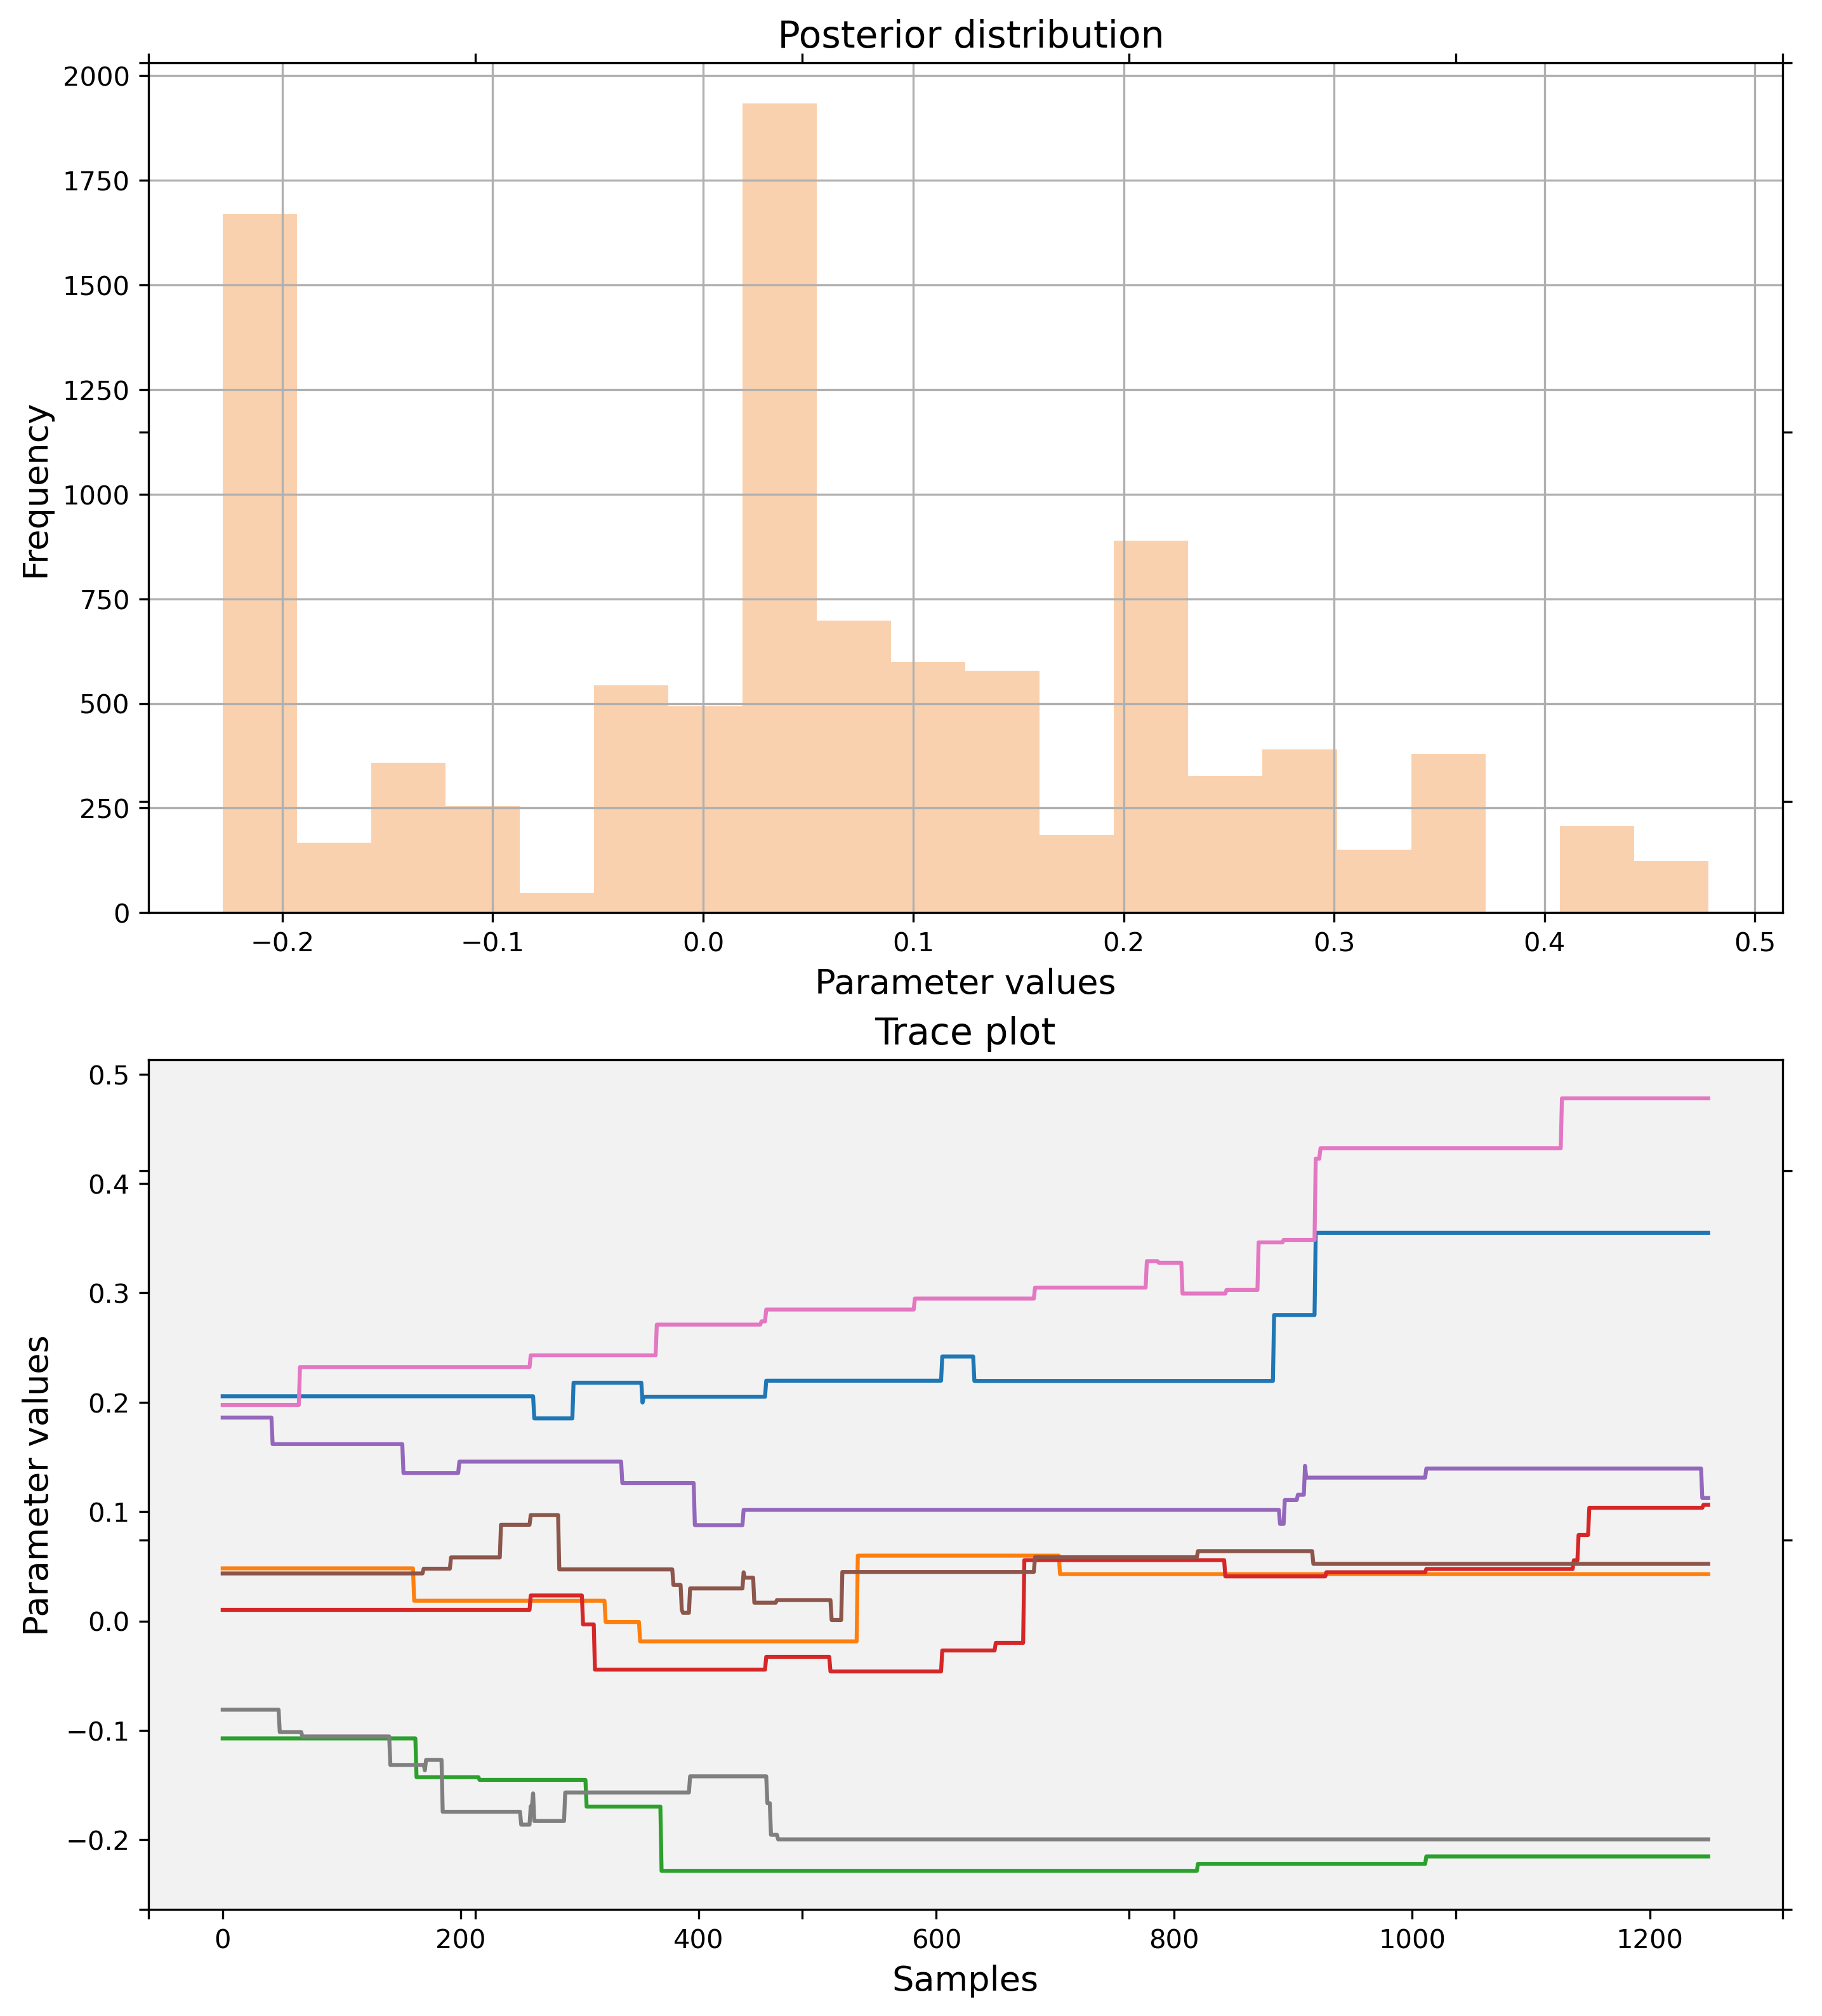 Posterior distribution
2000
1750
1500
1250
1000
750
500
250
0
Frequency
−0.2 −0.1 0.0 0.1 0.2 0.3 0.4 0.5
Parameter values
Trace plot
0.5
0.4
0.3
0.2
0.1
0.0
−0.1
−0.2
Parameter values
0 200 400 600 800 1000 1200
Samples